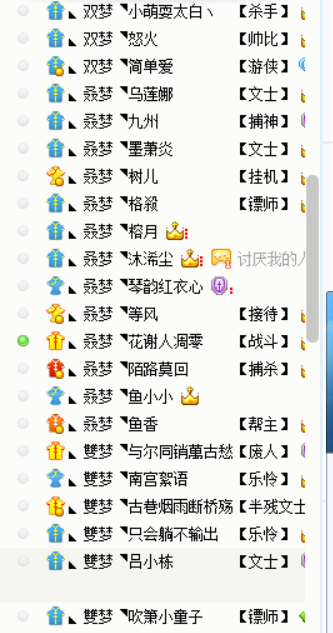 双梦 ◥小萌耍太白ヽ 【杀手】
双梦 ◥怒火 【帅比】
双梦 ◥简单爱 【游侠】
叒梦 ◥乌莲娜 【文士】
叒梦 ◥九州 【捕神】
叒梦 ◥墨萧炎 【文士】
叒梦 ◥树儿 【挂机】
叒梦 ◥格殺 【镖师】
叒梦 ◥榕月
叒梦 ◥沐浠尘 讨厌我的人
叒梦 ◥琴韵红衣心
叒梦 ◥等风 【接待】
叒梦 ◥花谢人凋零 【战斗】
叒梦 ◥陌路莫回 【捕杀】
叒梦 ◥鱼小小
叒梦 ◥鱼香 【帮主】
雙梦 ◥与尔同销萬古愁 【废人】
雙梦 ◥南宫絮语 【乐伶】
雙梦 ◥古巷烟雨断桥殇 【半残文士
雙梦 ◥只会躺不输出 【乐伶】
雙梦 ◥吕小栋 【文士】
雙梦 ◥吹箫小童子 【镖师】